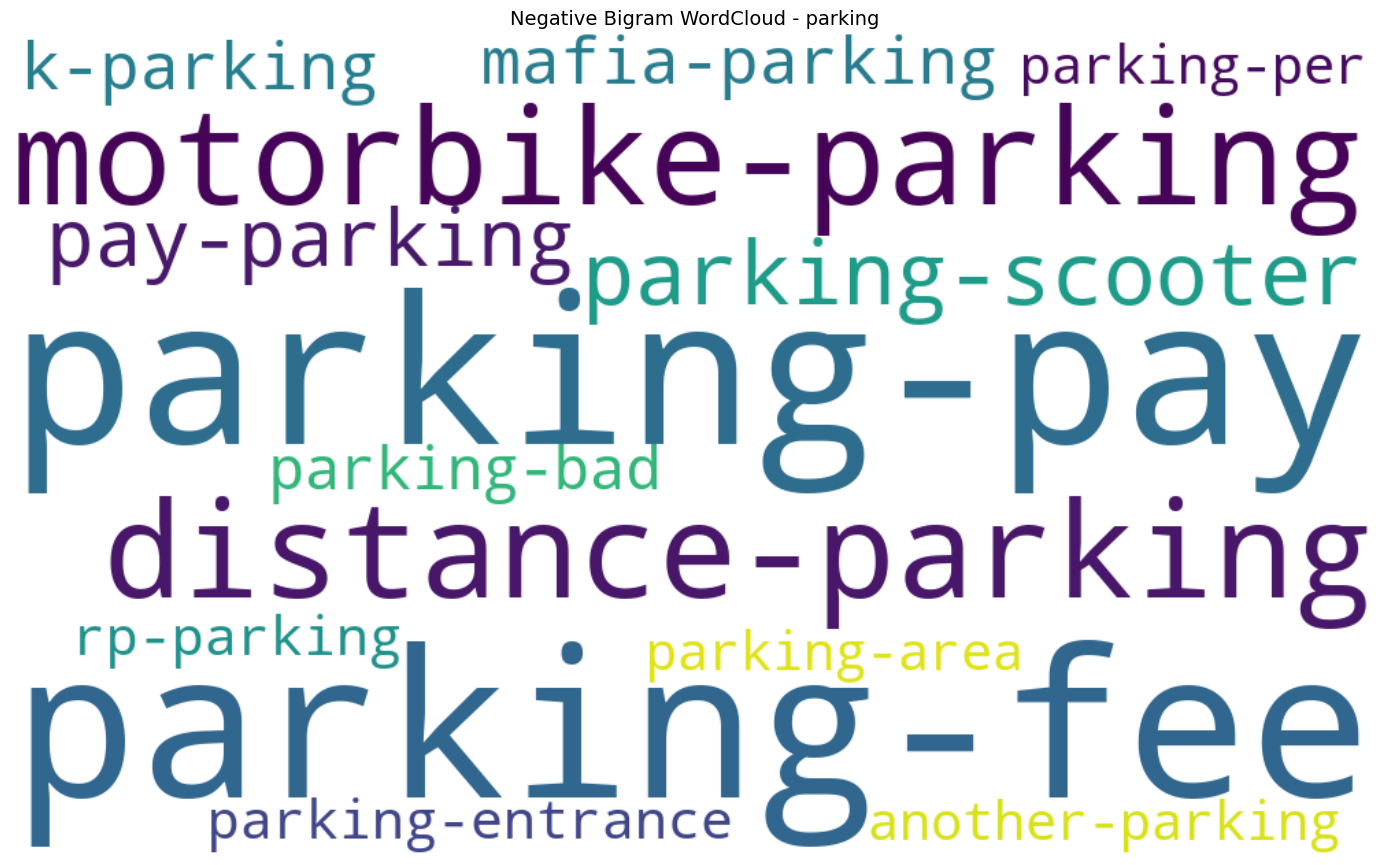 Negative Bigram WordCloud - parking
k-parking mafia-parking parking-per
motorbike-parking
pay-parking parking-scooter
parking-pay
parking-bad
distance-parking
rp-parking parking-area
parking-fee
parking-entrance another-parking